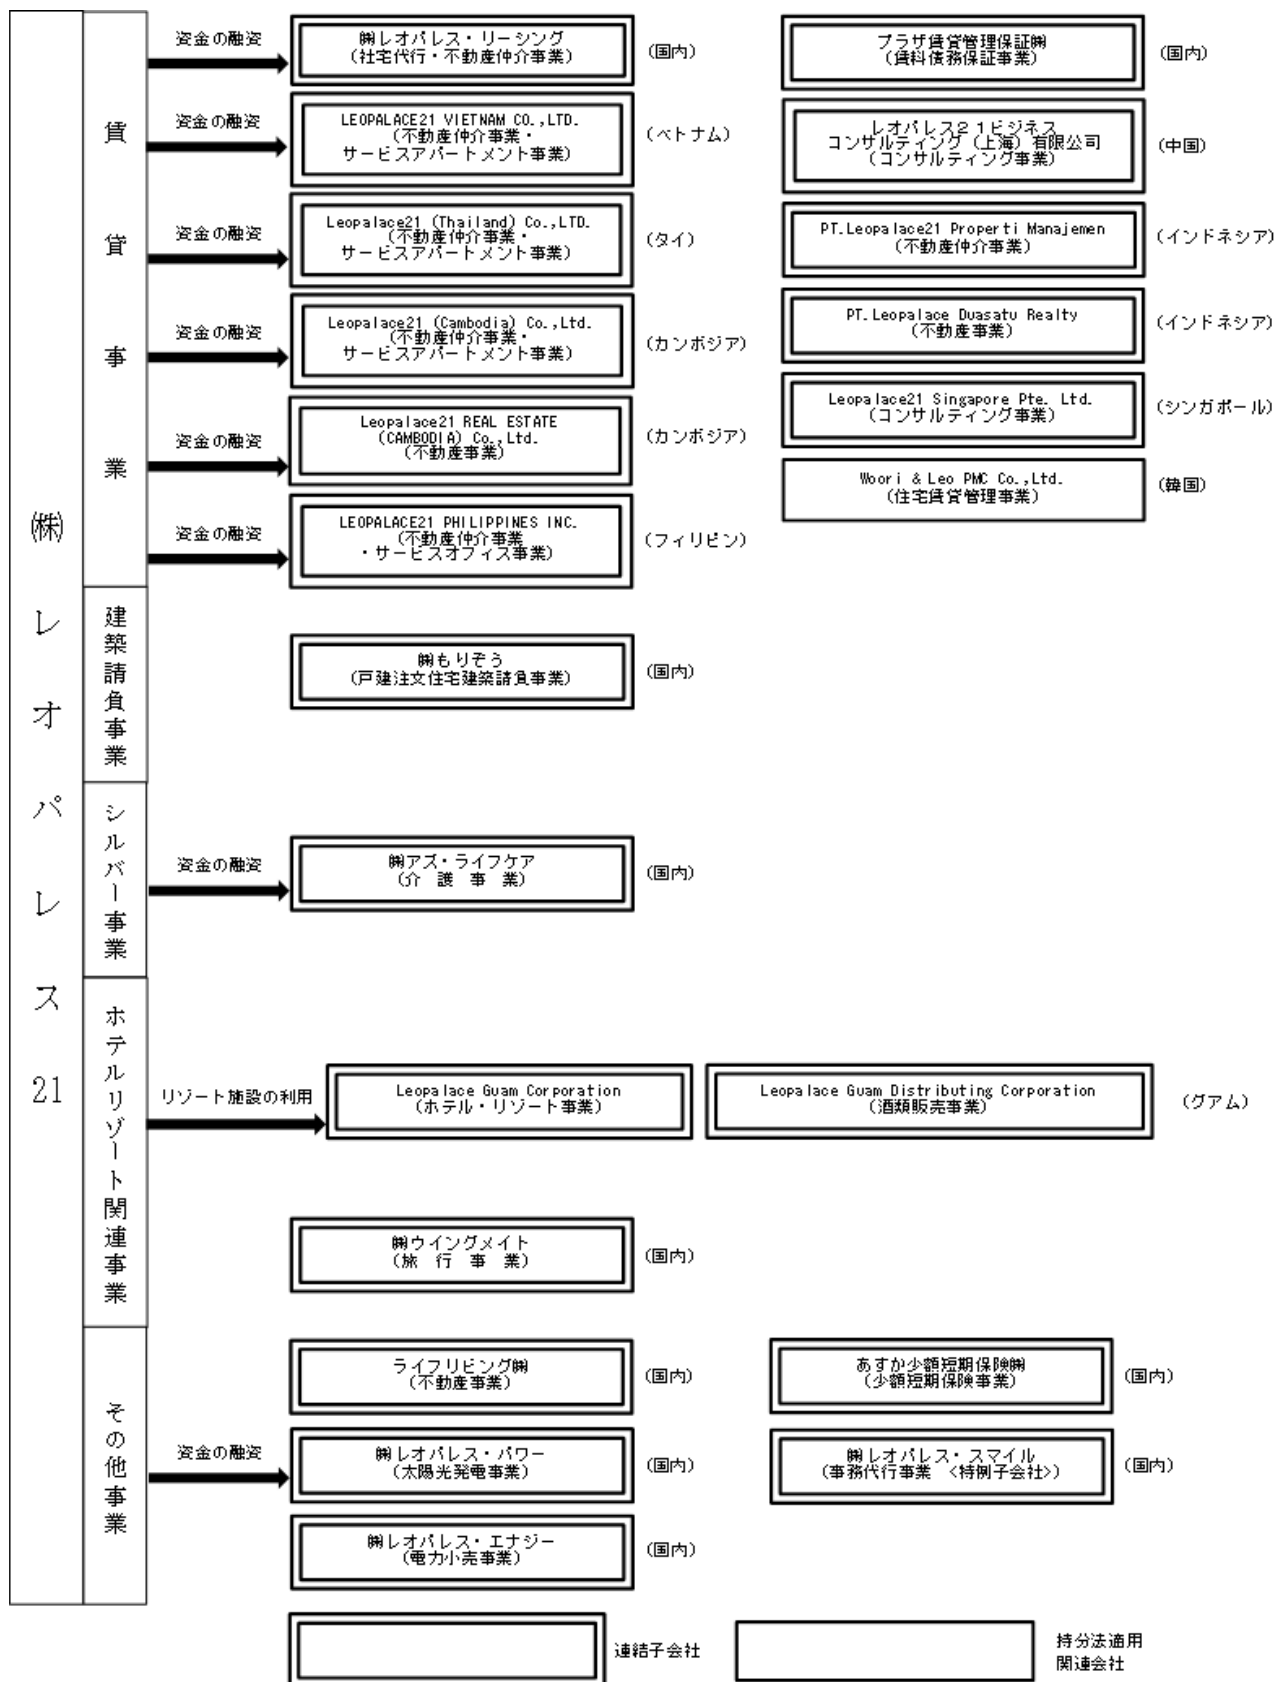 ㈱レオパレス21
賃貸事業
資金の融資
㈱レオパレス・リーシング
(社宅代行・不動産仲介事業)
(国内)
プラザ賃貸管理保証㈱
(賃料債務保証事業)
(国内)
資金の融資
LEOPALACE21 VIETNAM CO.,LTD.
(不動産仲介事業・
サービスアパートメント事業)
(ベトナム)
レオパレス21ビジネス
コンサルティング(上海)有限公司
(コンサルティング事業)
(中国)
資金の融資
Leopalace21 (Thailand) Co.,LTD.
(不動産仲介事業・
サービスアパートメント事業)
(タイ)
PT.Leopalace21 Properti Manajemen
(不動産仲介事業)
(インドネシア)
資金の融資
Leopalace21 (Cambodia) Co.,Ltd.
(不動産仲介事業・
サービスアパートメント事業)
(カンボジア)
PT.Leopalace Duasatu Realty
(不動産事業)
(インドネシア)
資金の融資
Leopalace21 REAL ESTATE
(CAMBODIA) Co.,Ltd.
(不動産事業)
(カンボジア)
Leopalace21 Singapore Pte. Ltd.
(コンサルティング事業)
(シンガポール)
Woori & Leo PMC Co.,Ltd.
(住宅賃貸管理事業)
(韓国)
資金の融資
LEOPALACE21 PHILIPPINES INC.
(不動産仲介事業
・サービスオフィス事業)
(フィリピン)
建築請負事業
㈱もりぞう
(戸建注文住宅建築請負事業)
(国内)
シルバー事業
資金の融資
㈱アズ・ライフケア
(介 護 事 業)
(国内)
ホテルリゾート関連事業
リゾート施設の利用
Leopalace Guam Corporation
(ホテル・リゾート事業)
Leopalace Guam Distributing Corporation
(酒類販売事業)
(グアム)
㈱ウイングメイト
(旅 行 事 業)
(国内)
その他事業
ライフリビング㈱
(不動産事業)
(国内)
あすか少額短期保険㈱
(少額短期保険事業)
(国内)
資金の融資
㈱レオパレス・パワー
(太陽光発電事業)
(国内)
㈱レオパレス・スマイル
(事務代行事業 <特例子会社>)
(国内)
㈱レオパレス・エナジー
(電力小売事業)
(国内)
連結子会社
持分法適用
関連会社